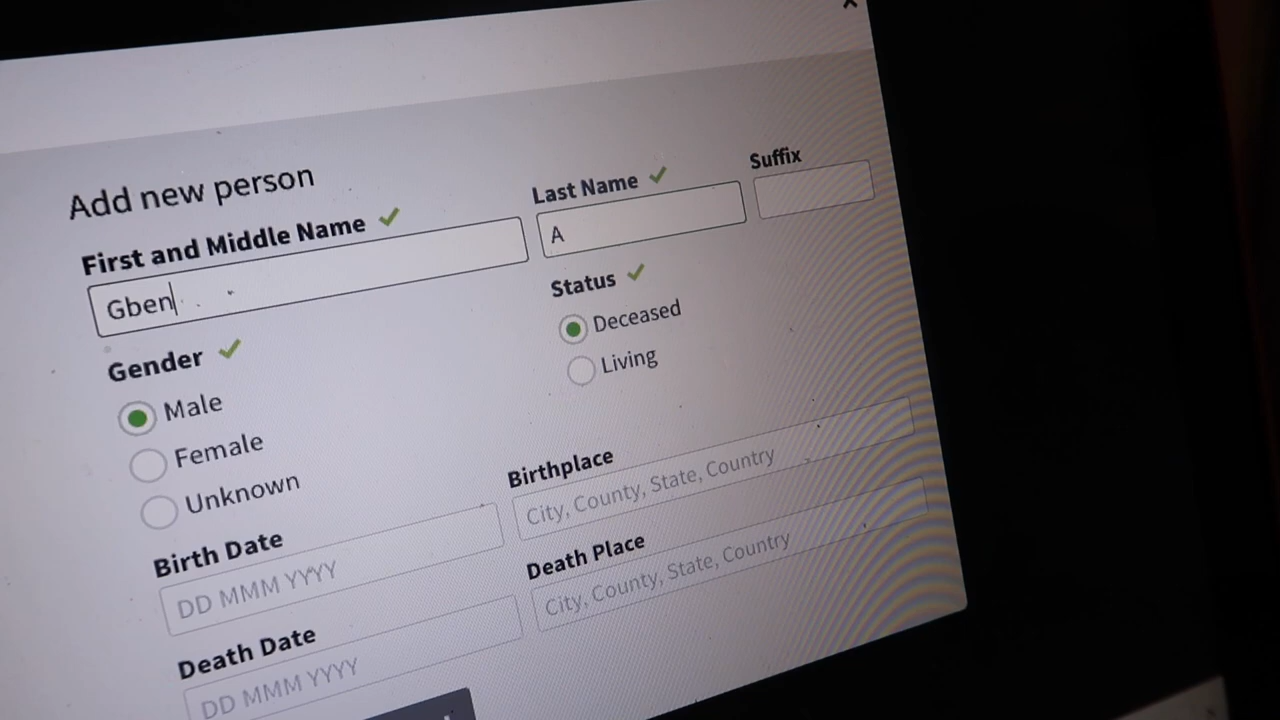 Add new person
First and Middle Name
Last Name
Suffix
Gben
A
Gender
Status
Male
Deceased
Female
Living
Unknown
Birth Date
Birthplace
DD MMM YYYY
City, County, State, Country
Death Date
Death Place
DD MMM YYYY
City, County, State, Country